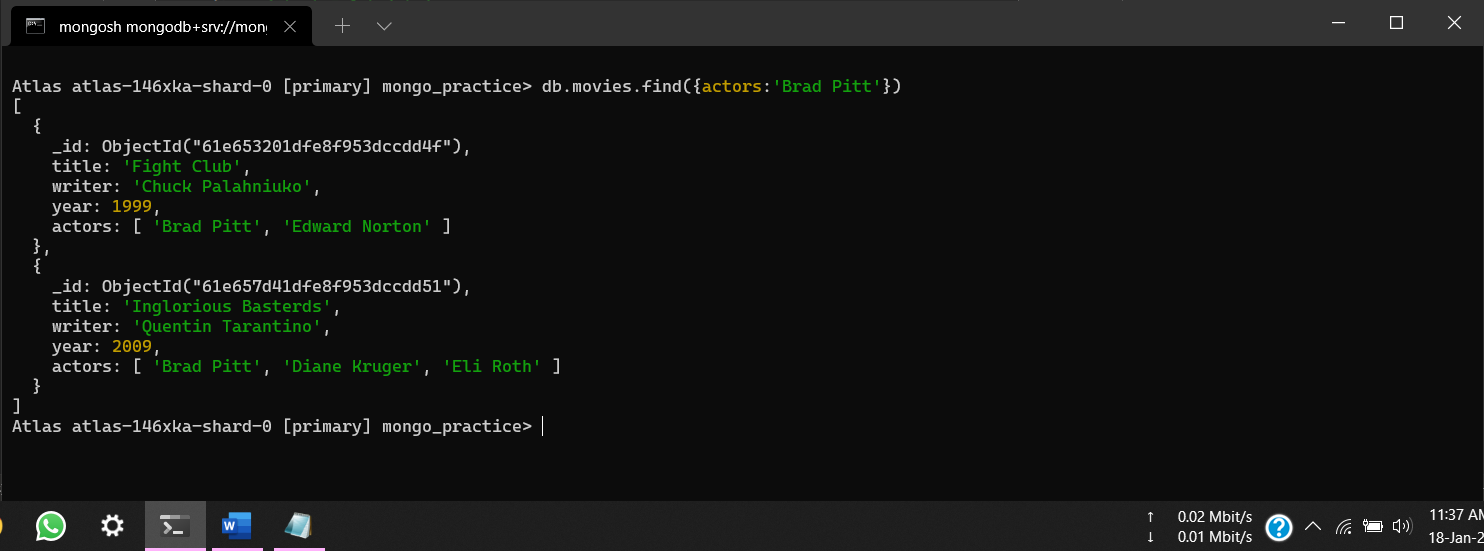 mongosh mongodb+srv://mon
Atlas atlas-146xka-shard-0 [primary] mongo_practice> db.movies.find({actors:'Brad Pitt'})
[
  {
    _id: ObjectId("61e653201dfe8f953dccdd4f"),
    title: 'Fight Club',
    writer: 'Chuck Palahniuko',
    year: 1999,
    actors: [ 'Brad Pitt', 'Edward Norton' ]
  },
  {
    _id: ObjectId("61e657d41dfe8f953dccdd51"),
    title: 'Inglorious Basterds',
    writer: 'Quentin Tarantino',
    year: 2009,
    actors: [ 'Brad Pitt', 'Diane Kruger', 'Eli Roth' ]
  }
]
Atlas atlas-146xka-shard-0 [primary] mongo_practice>
↑ 0.02 Mbit/s
↓ 0.01 Mbit/s
11:37 AM
18-Jan-2